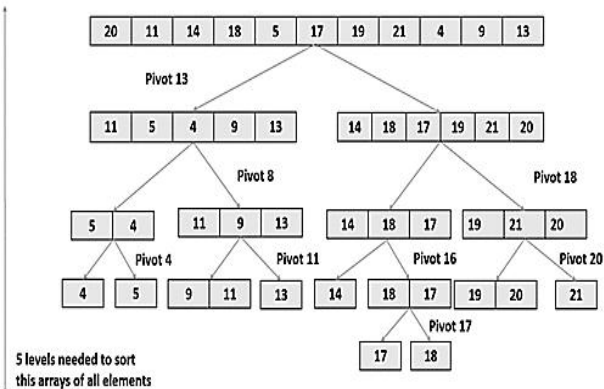 20 11 14 18 5 17 19 21 4 9 13
Pivot 13
11 5 4 9 13 14 18 17 19 21 20
Pivot 8 Pivot 18
5 4 11 9 13 14 18 17 19 21 20
Pivot 4 Pivot 11 Pivot 16 Pivot 20
4 5 9 11 13 14 18 17 19 20 21
Pivot 17
17 18
5 levels needed to sort
this arrays of all elements